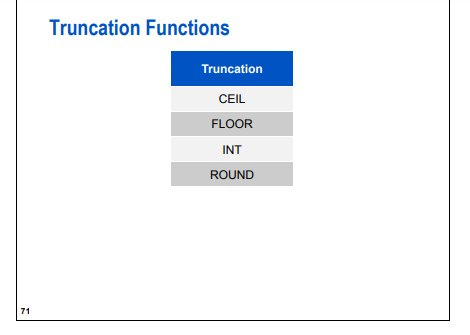 Truncation Functions
Truncation
CEIL
FLOOR
INT
ROUND
71